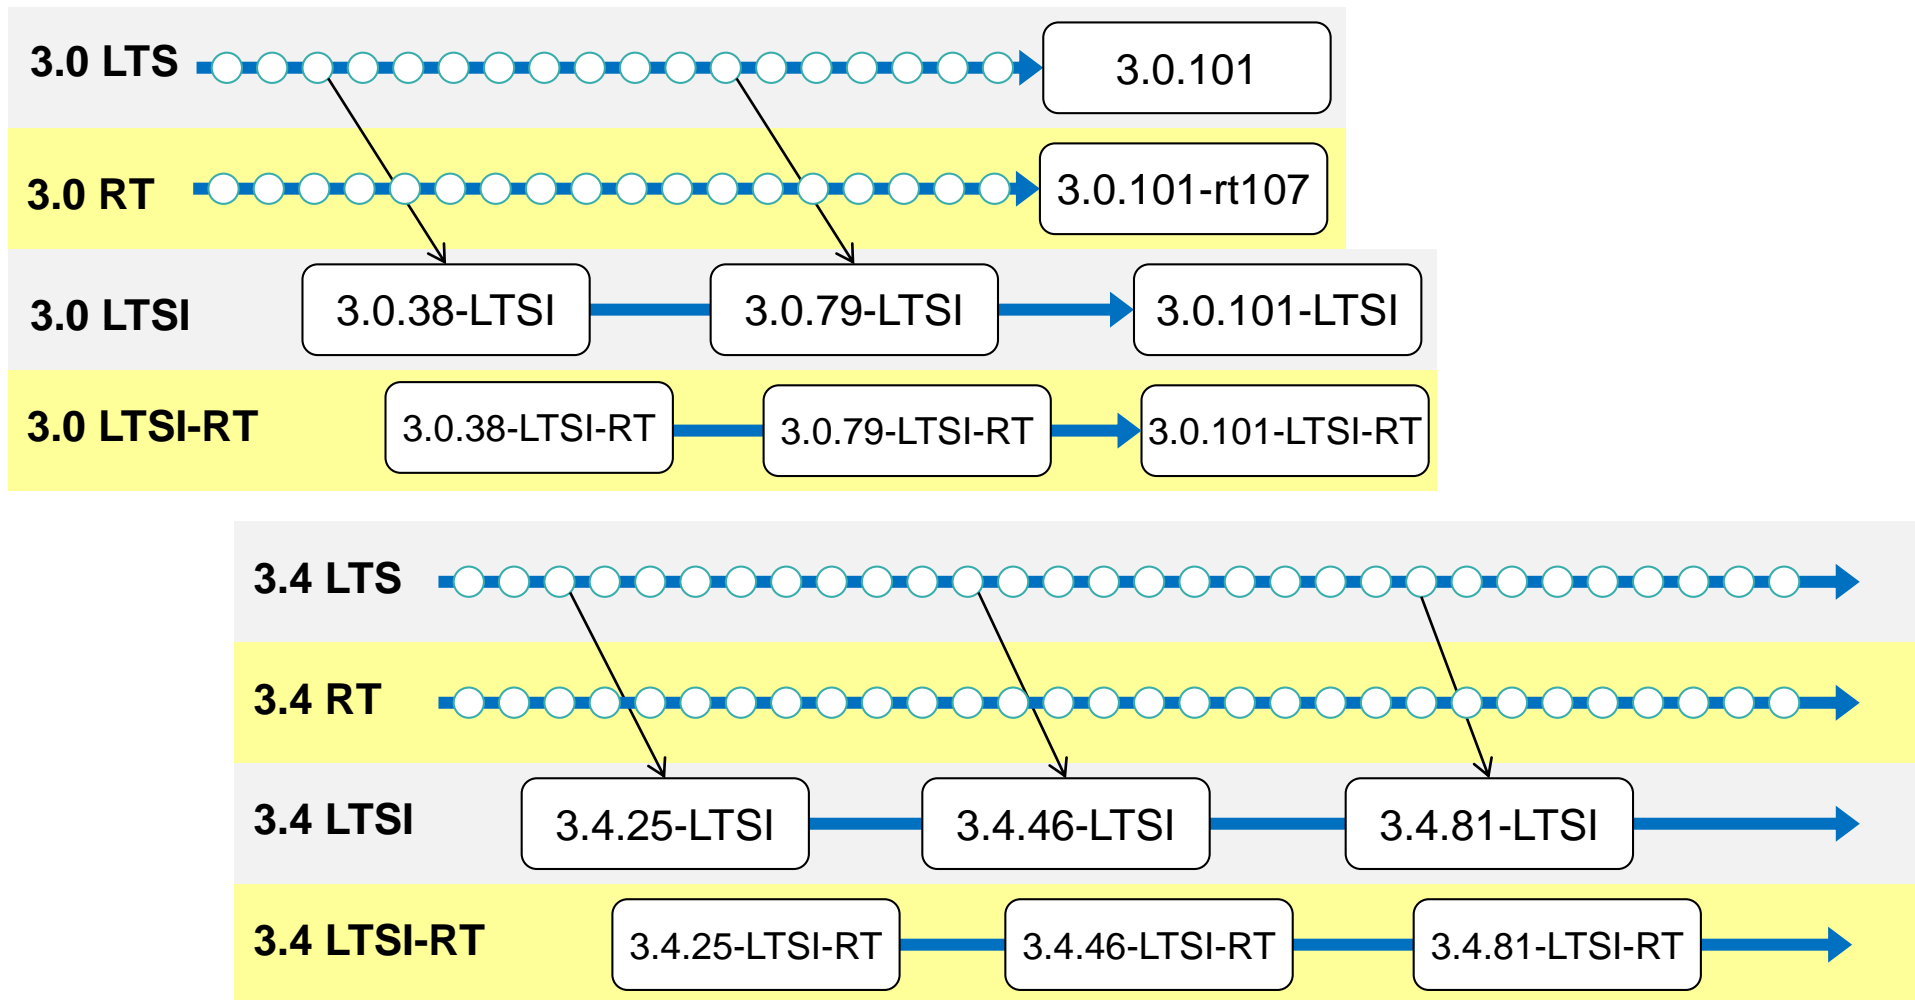 3.0 LTS
3.0.101
3.0 RT
3.0.101-rt107
3.0 LTSI
3.0.38-LTSI
3.0.79-LTSI
3.0.101-LTSI
3.0 LTSI-RT
3.0.38-LTSI-RT
3.0.79-LTSI-RT
3.0.101-LTSI-RT
3.4 LTS
3.4 RT
3.4 LTSI
3.4.25-LTSI
3.4.46-LTSI
3.4.81-LTSI
3.4 LTSI-RT
3.4.25-LTSI-RT
3.4.46-LTSI-RT
3.4.81-LTSI-RT